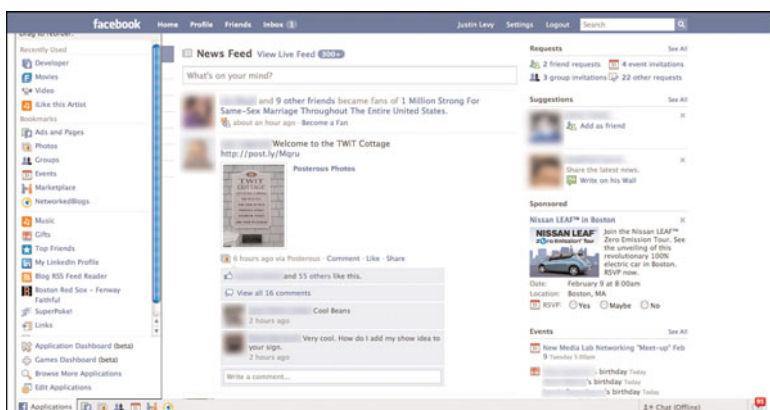 facebook Home Profile Friends Inbox 1 Justin Levy Settings Logout Search
Drag to reorder.
Recently Used
Developer
Movies
Video
iLike this Artist
Bookmarks
Ads and Pages
Photos
Groups
Events
Marketplace
NetworkedBlogs
Music
Gifts
Top Friends
My LinkedIn Profile
Blog RSS Feed Reader
Boston Red Sox - Fenway
Faithful
SuperPoke!
Links
Application Dashboard (beta)
Games Dashboard (beta)
Browse More Applications
Edit Applications
Applications
News Feed View Live Feed 300+
What's on your mind?
and 9 other friends became fans of 1 Million Strong For
Same-Sex Marriage Throughout The Entire United States.
about an hour ago · Become a Fan
Welcome to the TWiT Cottage
http://post.ly/Mqru
Posterous Photos
TWIT
COTTAGE
6 hours ago via Posterous · Comment · Like · Share
and 55 others like this.
View all 16 comments
Cool Beans
2 hours ago
Very cool. How do I add my show idea to
your sign.
2 hours ago
Write a comment...
Requests See All
2 friend requests 4 event invitations
3 group invitations 22 other requests
Suggestions See All
Add as friend
Share the latest news.
Write on his Wall
Sponsored
Nissan LEAF™ in Boston
NISSAN LEAF
zero Emission Tour
Join the Nissan LEAF™
Zero Emission Tour. See
the unveiling of this
revolutionary 100%
electric car in Boston.
RSVP now.
Date: February 9 at 8:00am
Location: Boston, MA
RSVP: Yes Maybe No
Events See All
New Media Lab Networking "Meet-up" Feb
9 Tuesday 5:00pm
's birthday Today
's birthday Today
's birthday Today
Chat (Offline)
95